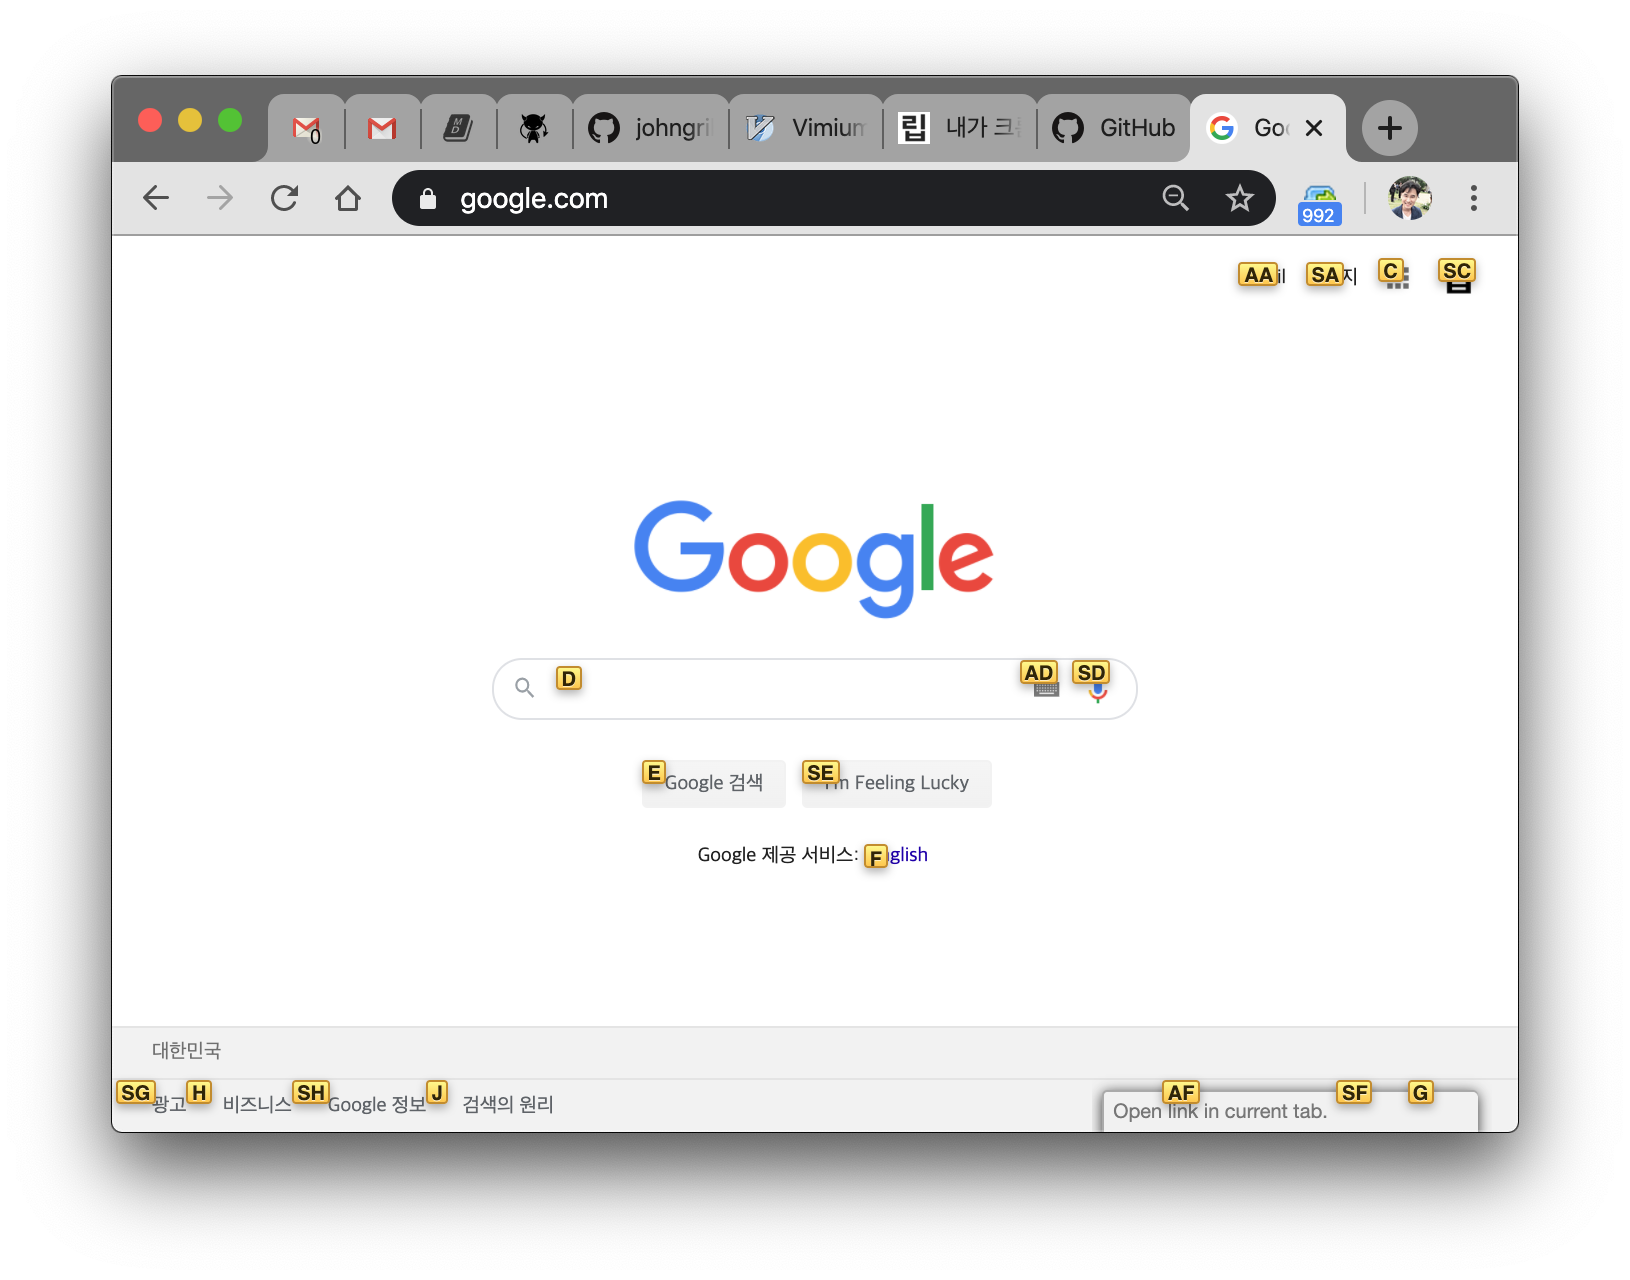 0 johngri Vimium 립 내가 크 GitHub Goo
google.com 992
AA il SA 지 C SC
Google
D AD SD
E Google 검색 SE I'm Feeling Lucky
Google 제공 서비스: F glish
대한민국
SG 광고 H 비즈니스 SH Google 정보 J 검색의 원리 AF SF G
Open link in current tab.